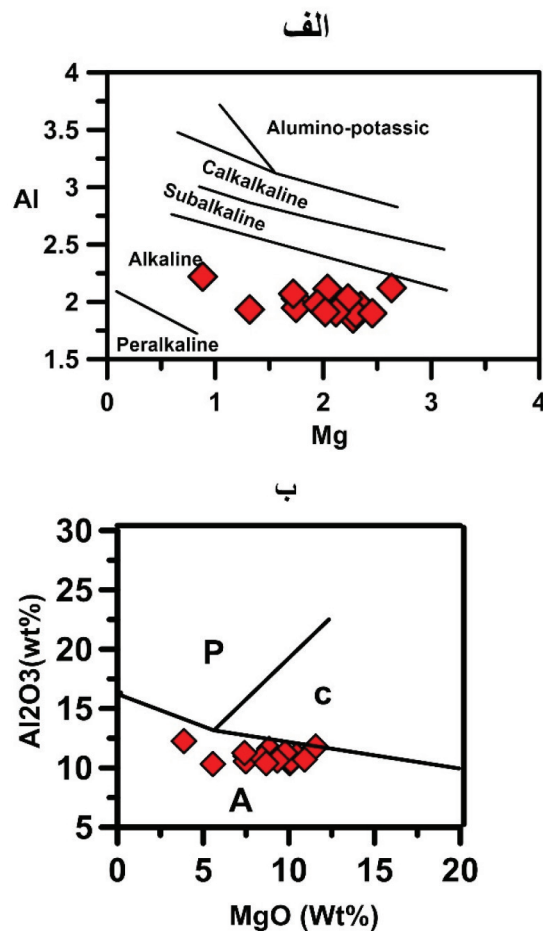 الف
4
3.5
Alumino-potassic
Calkalkaline
3
Al
Subalkaline
2.5
Alkaline
2
Peralkaline
1.5
0 1 2 3 4
Mg
ب
30
25
20
P
c
15
10
A
5
Al2O3(wt%)
0 5 10 15 20
MgO (Wt%)